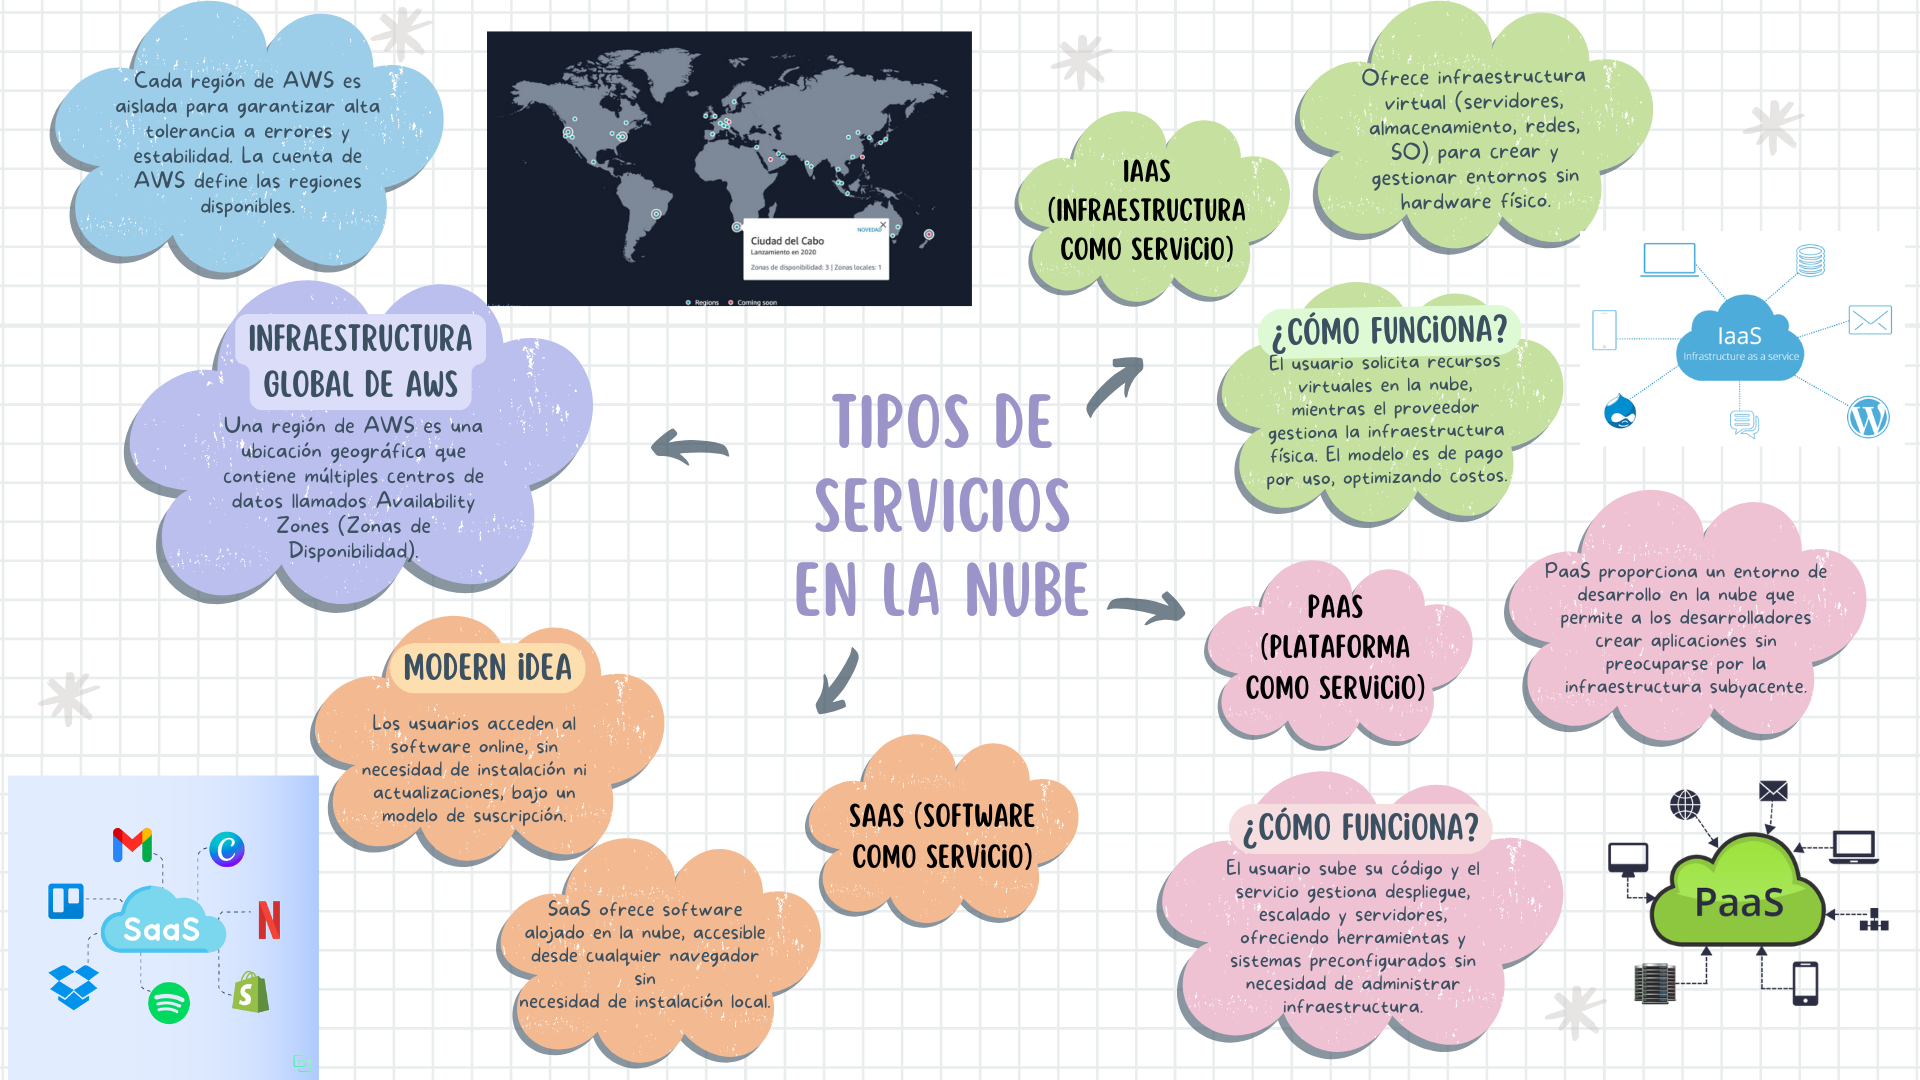 Cada región de AWS es
aislada para garantizar alta
tolerancia a errores y
estabilidad. La cuenta de
AWS define las regiones
disponibles.
NOVEDAD
Ciudad del Cabo
Lanzamiento en 2020
Zonas de disponibilidad: 3 | Zonas locales: 1
Regions
Coming soon
INFRAESTRUCTURA
GLOBAL DE AWS
Una región de AWS es una
ubicación geográfica que
contiene múltiples centros de
datos llamados Availability
Zones (Zonas de
Disponibilidad).
TIPOS DE
SERVICIOS
EN LA NUBE
IAAS
(INFRAESTRUCTURA
COMO SERVICIO)
Ofrece infraestructura
virtual (servidores,
almacenamiento, redes,
SO) para crear y
gestionar entornos sin
hardware físico.
¿CÓMO FUNCIONA?
El usuario solicita recursos
virtuales en la nube,
mientras el proveedor
gestiona la infraestructura
física. El modelo es de pago
por uso, optimizando costos.
IaaS
Infrastructure as a service
PAAS
(PLATAFORMA
COMO SERVICIO)
PaaS proporciona un entorno de
desarrollo en la nube que
permite a los desarrolladores
crear aplicaciones sin
preocuparse por la
infraestructura subyacente.
¿CÓMO FUNCIONA?
El usuario sube su código y el
servicio gestiona despliegue,
escalado y servidores,
ofreciendo herramientas y
sistemas preconfigurados sin
necesidad de administrar
infraestructura.
PaaS
MODERN IDEA
Los usuarios acceden al
software online, sin
necesidad de instalación ni
actualizaciones, bajo un
modelo de suscripción.
SAAS (SOFTWARE
COMO SERVICIO)
SaaS ofrece software
alojado en la nube, accesible
desde cualquier navegador
sin
necesidad de instalación local.
SaaS